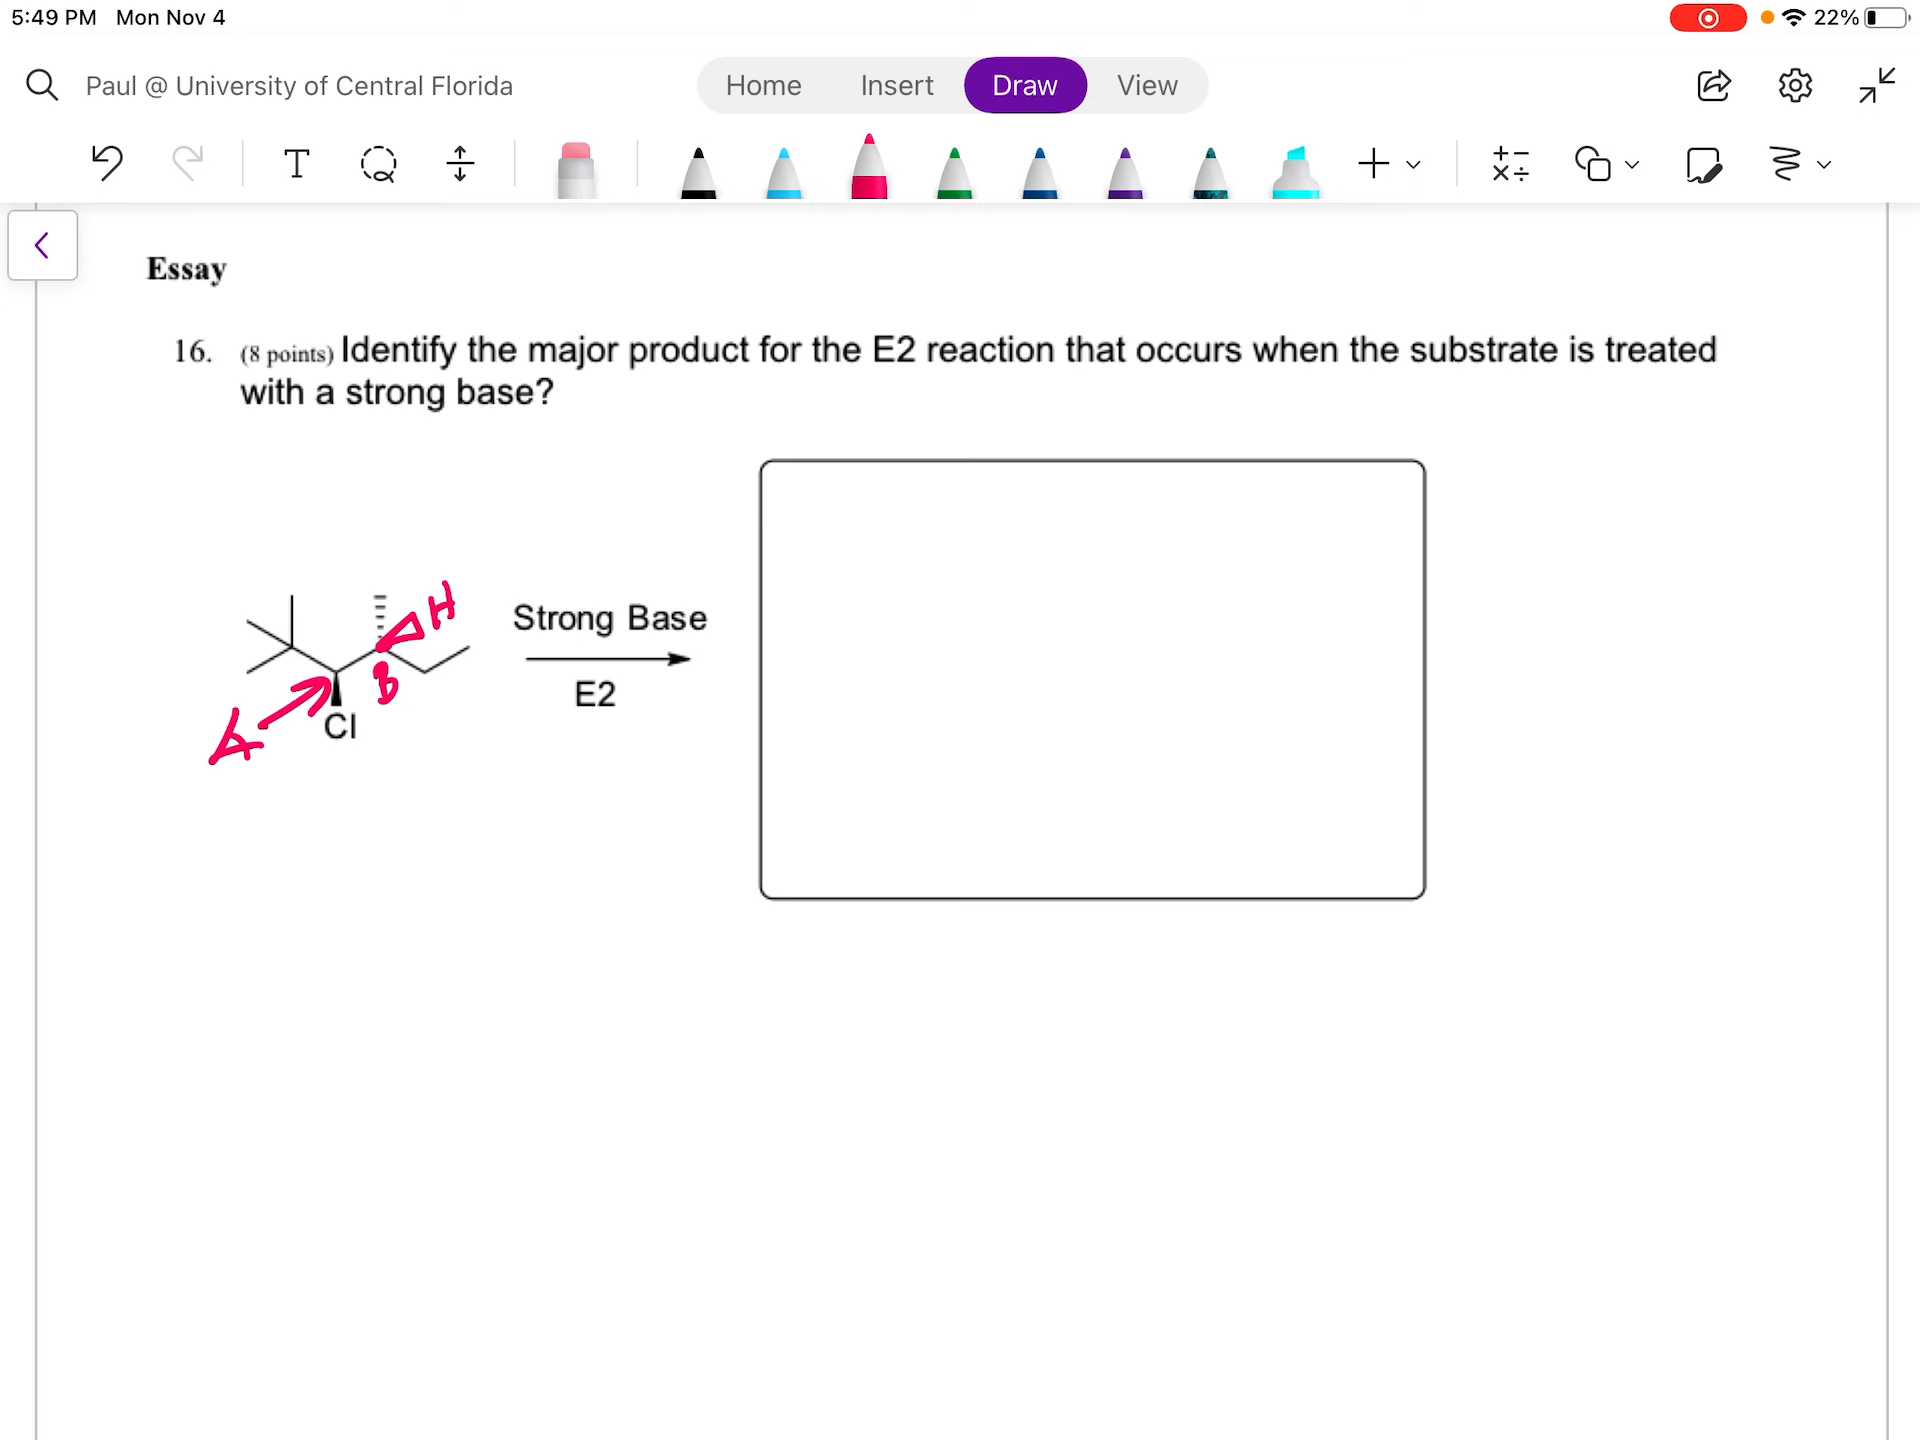 5:49 PM Mon Nov 4
22%
Paul @ University of Central Florida
Home Insert Draw View
T
Essay
16. (8 points) Identify the major product for the E2 reaction that occurs when the substrate is treated
with a strong base?
H
Strong Base
B
E2
A
Cl